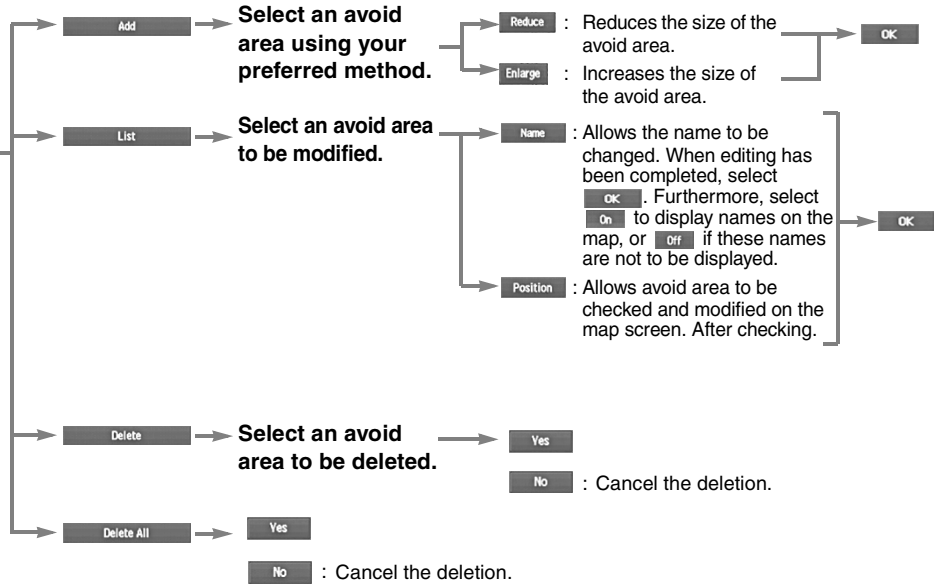 Add
Select an avoid
area using your
preferred method.
Reduce : Reduces the size of the
avoid area.
Enlarge : Increases the size of
the avoid area.
OK
List
Select an avoid area
to be modified.
Name : Allows the name to be
changed. When editing has
been completed, select
OK . Furthermore, select
On to display names on the
map, or Off if these names
are not to be displayed.
Position : Allows avoid area to be
checked and modified on the
map screen. After checking.
OK
Delete
Select an avoid
area to be deleted.
Yes
No : Cancel the deletion.
Delete All
Yes
No : Cancel the deletion.